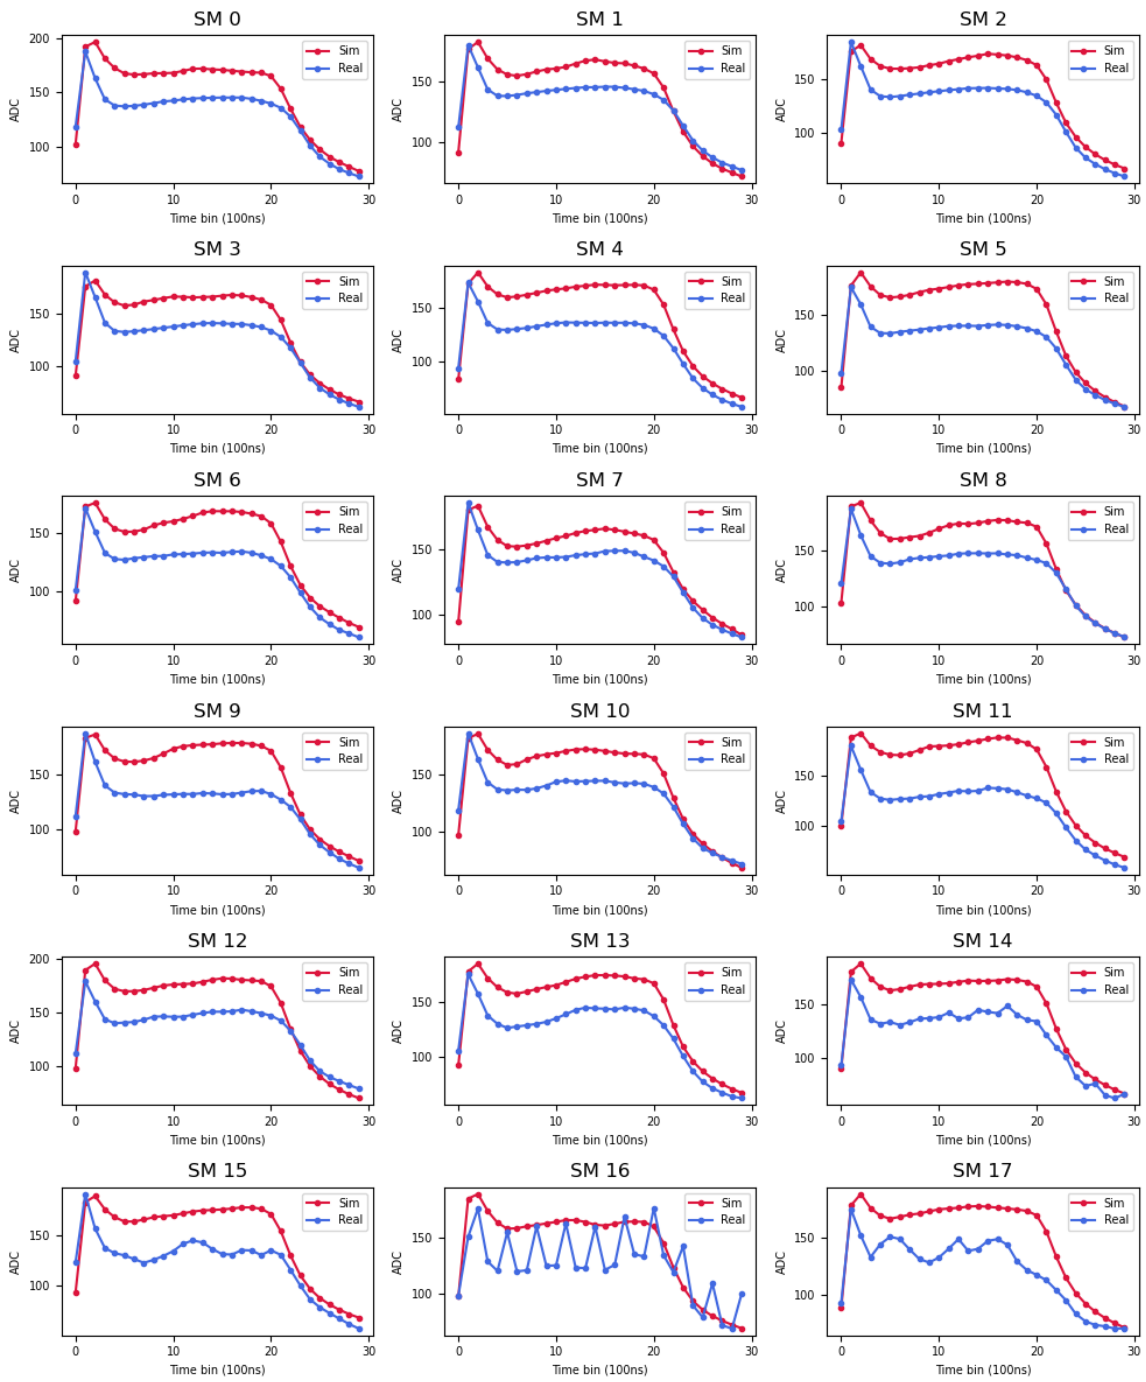 SM 0
200
150
100
ADC
Sim
Real
0 10 20 30
Time bin (100ns)
SM 1
150
100
ADC
Sim
Real
0 10 20 30
Time bin (100ns)
SM 2
150
100
ADC
Sim
Real
0 10 20 30
Time bin (100ns)
SM 3
150
100
ADC
Sim
Real
0 10 20 30
Time bin (100ns)
SM 4
150
100
ADC
Sim
Real
0 10 20 30
Time bin (100ns)
SM 5
150
100
ADC
Sim
Real
0 10 20 30
Time bin (100ns)
SM 6
150
100
ADC
Sim
Real
0 10 20 30
Time bin (100ns)
SM 7
150
100
ADC
Sim
Real
0 10 20 30
Time bin (100ns)
SM 8
150
100
ADC
Sim
Real
0 10 20 30
Time bin (100ns)
SM 9
150
100
ADC
Sim
Real
0 10 20 30
Time bin (100ns)
SM 10
150
100
ADC
Sim
Real
0 10 20 30
Time bin (100ns)
SM 11
150
100
ADC
Sim
Real
0 10 20 30
Time bin (100ns)
SM 12
200
150
100
ADC
Sim
Real
0 10 20 30
Time bin (100ns)
SM 13
150
100
ADC
Sim
Real
0 10 20 30
Time bin (100ns)
SM 14
150
100
ADC
Sim
Real
0 10 20 30
Time bin (100ns)
SM 15
150
100
ADC
Sim
Real
0 10 20 30
Time bin (100ns)
SM 16
150
100
ADC
Sim
Real
0 10 20 30
Time bin (100ns)
SM 17
150
100
ADC
Sim
Real
0 10 20 30
Time bin (100ns)